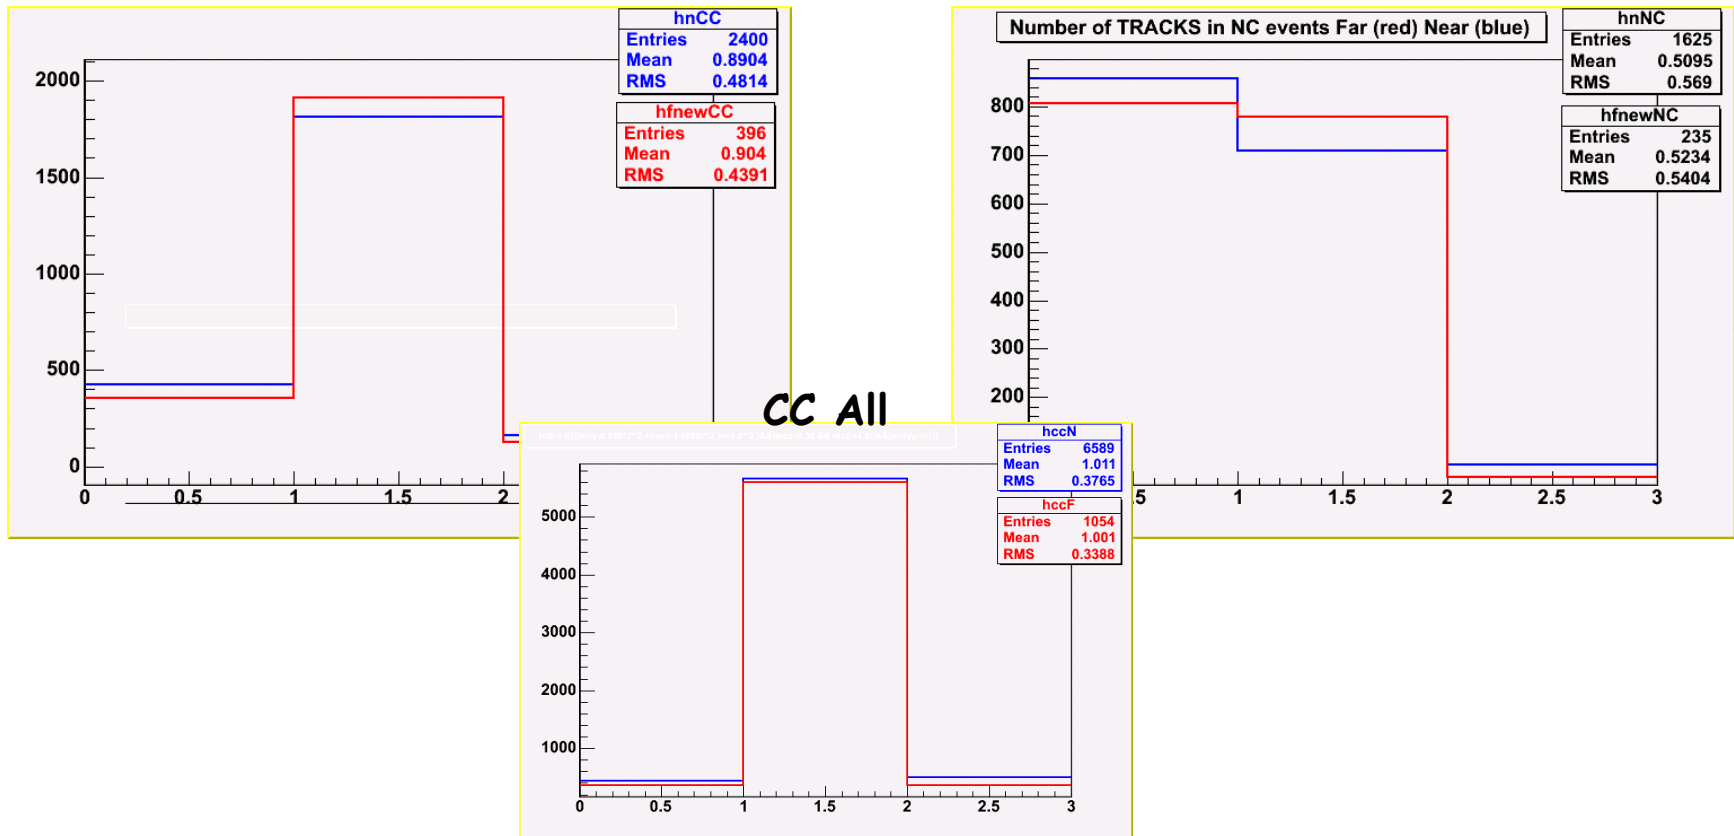 hnCC
Entries 2400
Mean 0.8904
RMS 0.4814
hfnewCC
Entries 396
Mean 0.904
RMS 0.4391
2000
1500
1000
500
0
0 0.5 1 1.5 2
Number of TRACKS in NC events Far (red) Near (blue)
hnNC
Entries 1625
Mean 0.5095
RMS 0.569
hfnewNC
Entries 235
Mean 0.5234
RMS 0.5404
800
700
600
500
400
300
200
.5 1 1.5 2 2.5 3
CC All
hccN
Entries 6589
Mean 1.011
RMS 0.3765
hccF
Entries 1054
Mean 1.001
RMS 0.3388
5000
4000
3000
2000
1000
0 0.5 1 1.5 2 2.5 3